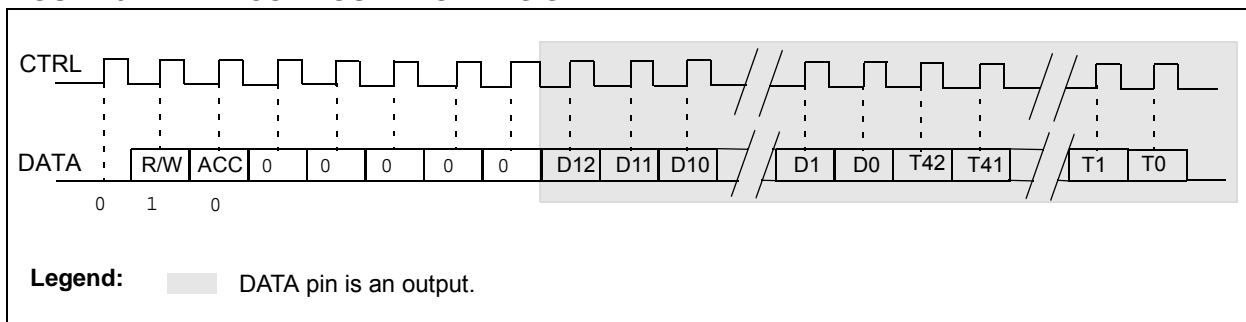 CTRL
DATA R/W ACC 0 0 0 0 0 D12 D11 D10 D1 D0 T42 T41 T1 T0
0 1 0
Legend: DATA pin is an output.